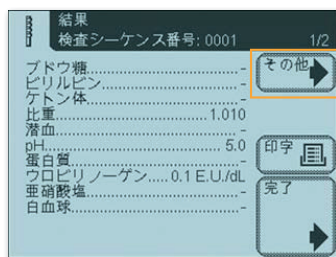 結果
検査シーケンス番号: 0001 1/2
ブドウ糖..............................-
ビリルビン...........................-
ケトン体..............................-
比重..............................1.010
潜血.................................-
pH.................................5.0
蛋白質..............................-
ウロビリノーゲン.....0.1 E.U./dL
亜硝酸塩...........................-
白血球..............................-
その他
印字
完了